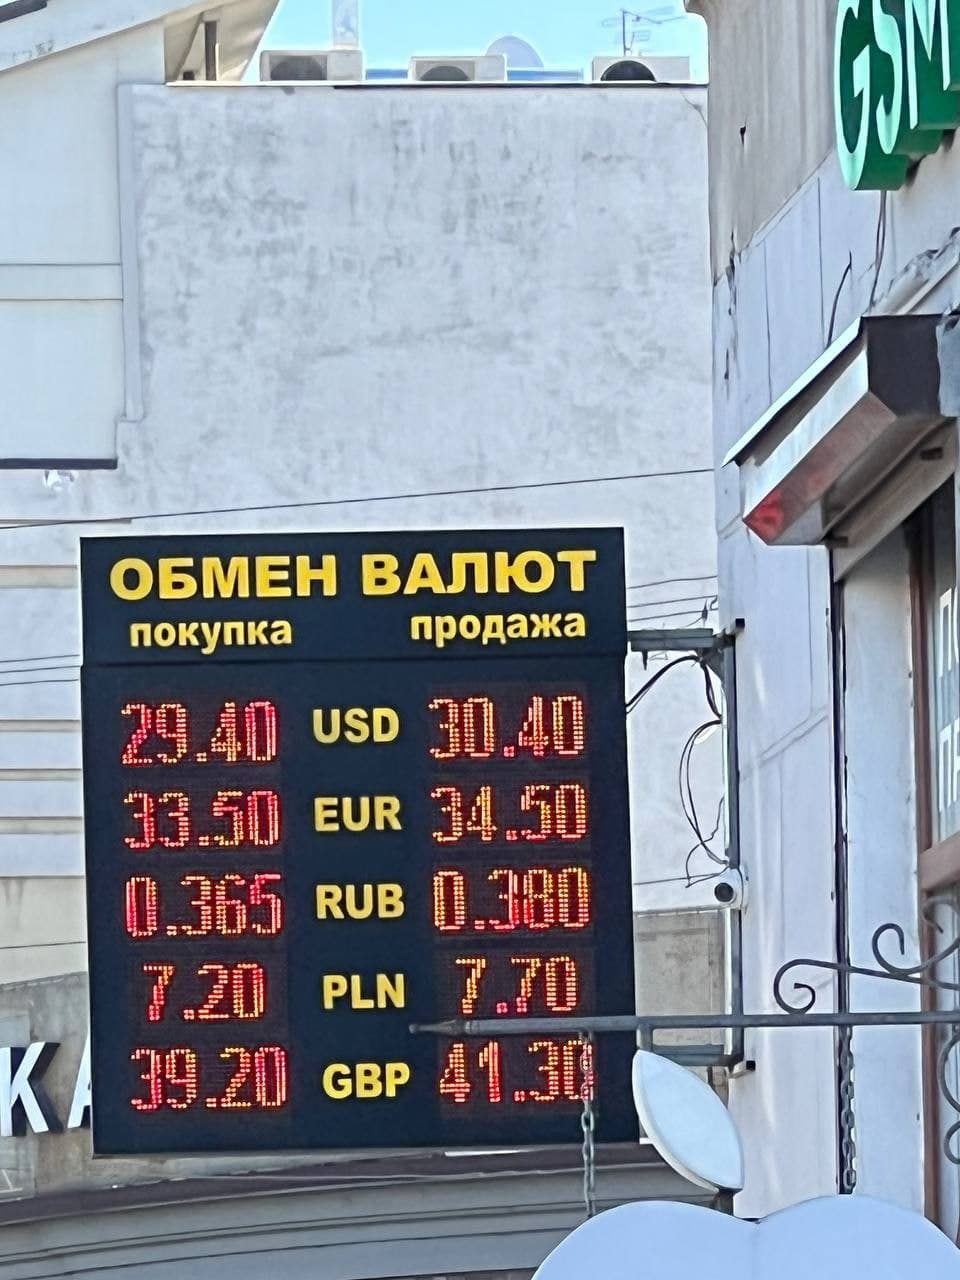 GSM
ОБМЕН ВАЛЮТ
покупка продажа
29.40 USD 30.40
33.50 EUR 34.50
0.365 RUB 0.380
7.20 PLN 7.70
39.20 GBP 41.30
КА